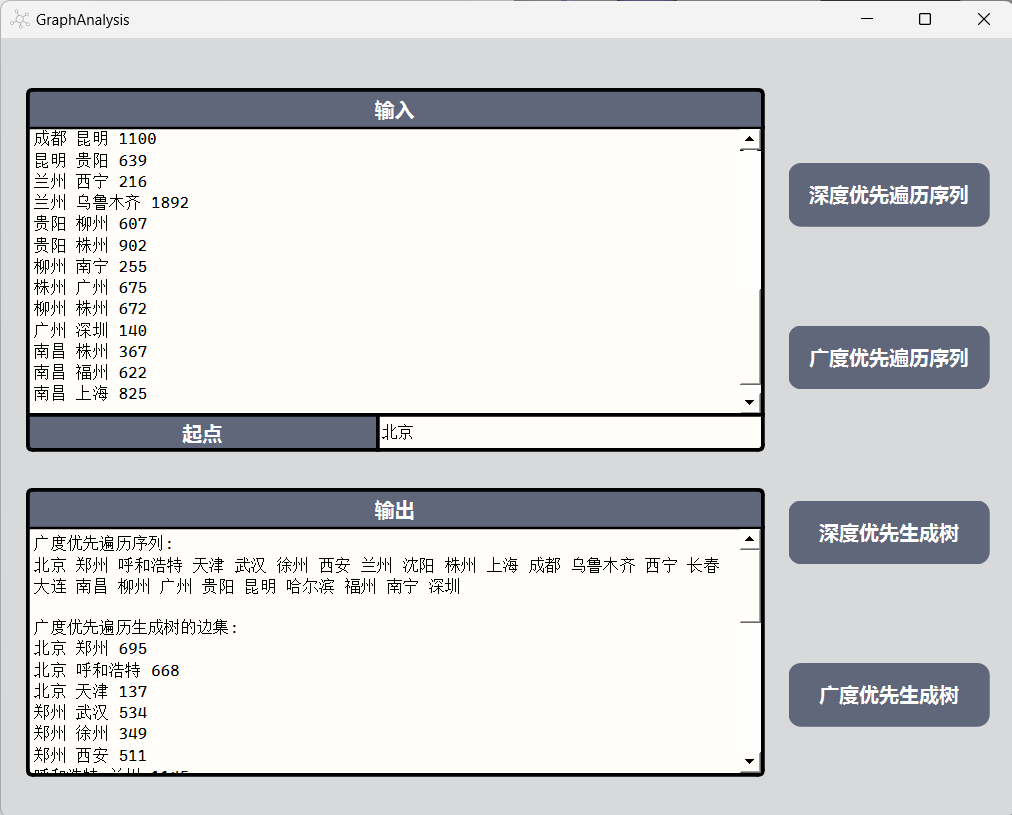 GraphAnalysis
输入
成都 昆明 1100
昆明 贵阳 639
兰州 西宁 216
兰州 乌鲁木齐 1892
贵阳 柳州 607
贵阳 株州 902
柳州 南宁 255
株州 广州 675
柳州 株州 672
广州 深圳 140
南昌 株州 367
南昌 福州 622
南昌 上海 825
起点
北京
输出
广度优先遍历序列:
北京 郑州 呼和浩特 天津 武汉 徐州 西安 兰州 沈阳 株州 上海 成都 乌鲁木齐 西宁 长春
大连 南昌 柳州 广州 贵阳 昆明 哈尔滨 福州 南宁 深圳
广度优先遍历生成树的边集:
北京 郑州 695
北京 呼和浩特 668
北京 天津 137
郑州 武汉 534
郑州 徐州 349
郑州 西安 511
呼和浩特 兰州 1145
深度优先遍历序列
广度优先遍历序列
深度优先生成树
广度优先生成树